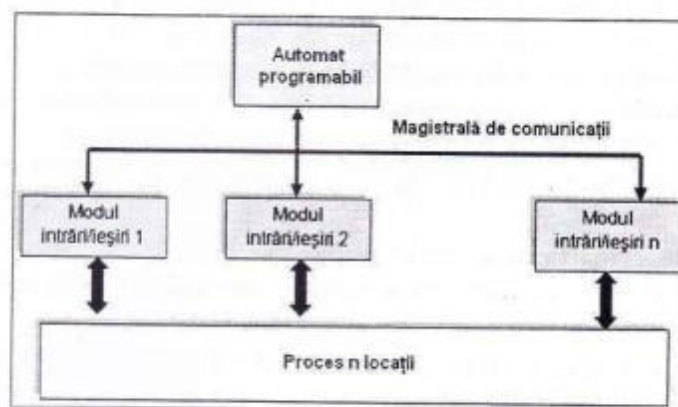 Automat
programabil
Magistrală de comunicații
Modul
intrări/ieșiri 1
Modul
intrări/ieșiri 2
Modul
intrări/ieșiri n
Proces n locații